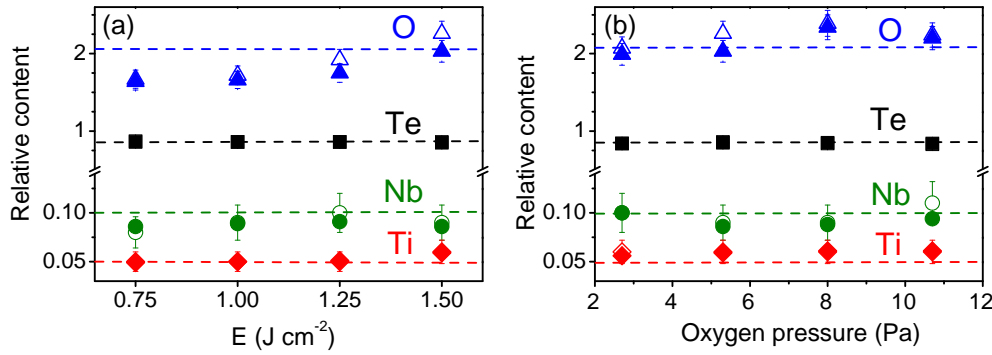 (a)
O
Te
Nb
Ti
Relative content
2
1
0.10
0.05
0.75 1.00 1.25 1.50
E (J cm⁻²)
(b)
O
Te
Nb
Ti
Relative content
2
1
0.10
0.05
2 4 6 8 10 12
Oxygen pressure (Pa)